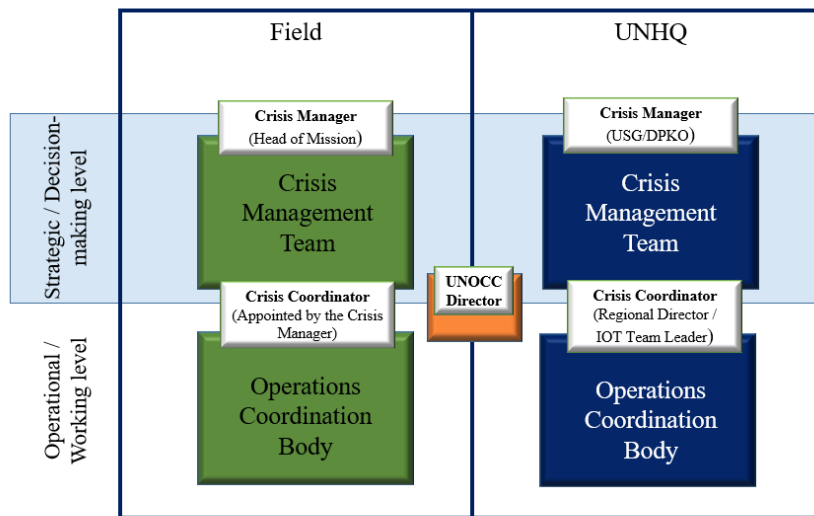 Field
UNHQ
Strategic / Decision-
making level
Crisis Manager
(Head of Mission)
Crisis
Management
Team
Crisis Manager
(USG/DPKO)
Crisis
Management
Team
UNOCC
Director
Operational /
Working level
Crisis Coordinator
(Appointed by the Crisis
Manager)
Operations
Coordination
Body
Crisis Coordinator
(Regional Director /
IOT Team Leader)
Operations
Coordination
Body